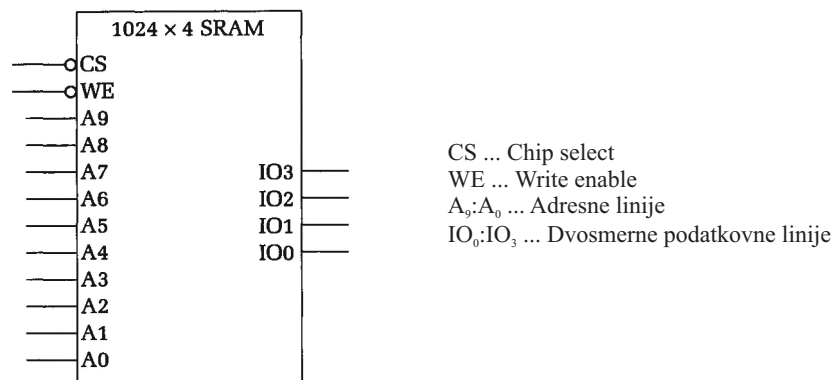 1024 × 4 SRAM
CS
WE
A9
A8
A7
A6
A5
A4
A3
A2
A1
A0
IO3
IO2
IO1
IO0
CS ... Chip select
WE ... Write enable
A₉:A₀ ... Adresne linije
IO₀:IO₃ ... Dvosmerne podatkovne linije